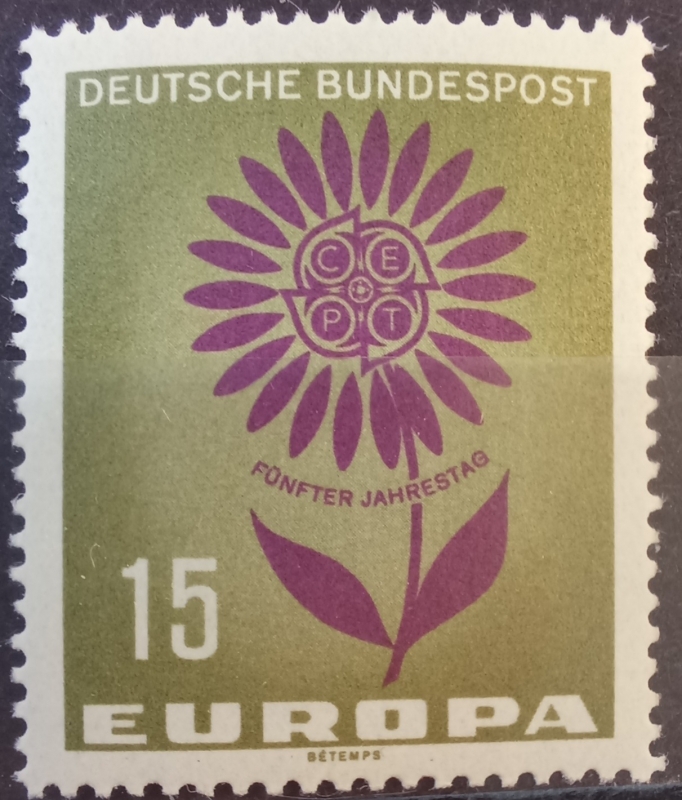 DEUTSCHE BUNDESPOST
C E
P T
FÜNFTER JAHRESTAG
15
EUROPA
BÉTEMPS